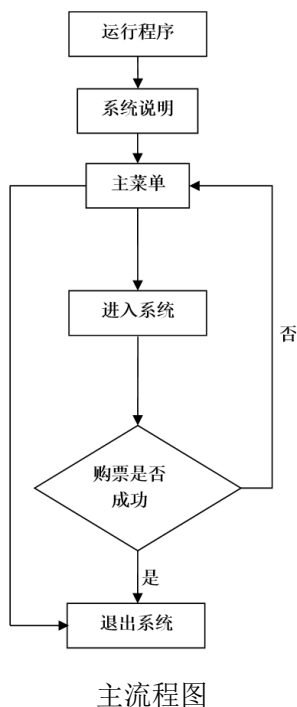 运行程序
系统说明
主菜单
进入系统
否
购票是否
成功
是
退出系统
主流程图